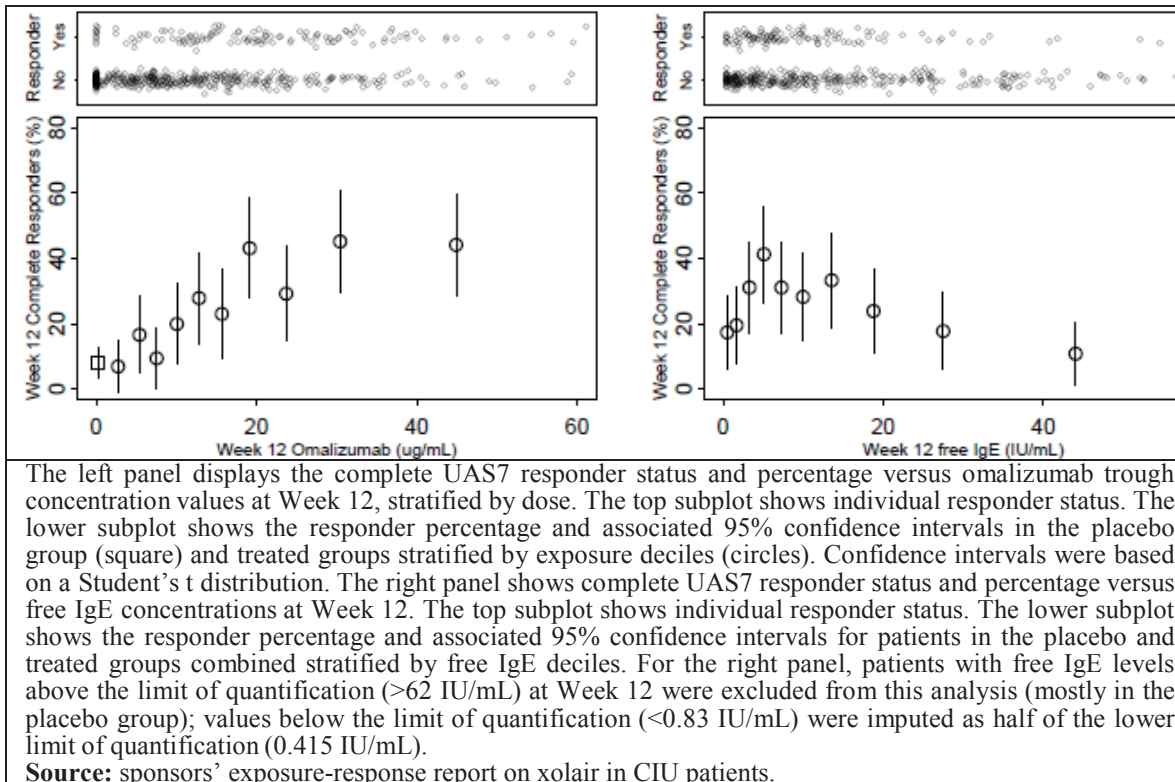 Responder
Yes
No
Week 12 Complete Responders (%)
80
60
40
20
0
0 20 40 60
Week 12 Omalizumab (ug/mL)
Responder
Yes
No
Week 12 Complete Responders (%)
80
60
40
20
0
0 20 40
Week 12 free IgE (IU/mL)
The left panel displays the complete UAS7 responder status and percentage versus omalizumab trough
concentration values at Week 12, stratified by dose. The top subplot shows individual responder status. The
lower subplot shows the responder percentage and associated 95% confidence intervals in the placebo
group (square) and treated groups stratified by exposure deciles (circles). Confidence intervals were based
on a Student’s t distribution. The right panel shows complete UAS7 responder status and percentage versus
free IgE concentrations at Week 12. The top subplot shows individual responder status. The lower subplot
shows the responder percentage and associated 95% confidence intervals for patients in the placebo and
treated groups combined stratified by free IgE deciles. For the right panel, patients with free IgE levels
above the limit of quantification (>62 IU/mL) at Week 12 were excluded from this analysis (mostly in the
placebo group); values below the limit of quantification (<0.83 IU/mL) were imputed as half of the lower
limit of quantification (0.415 IU/mL).
Source: sponsors’ exposure-response report on xolair in CIU patients.